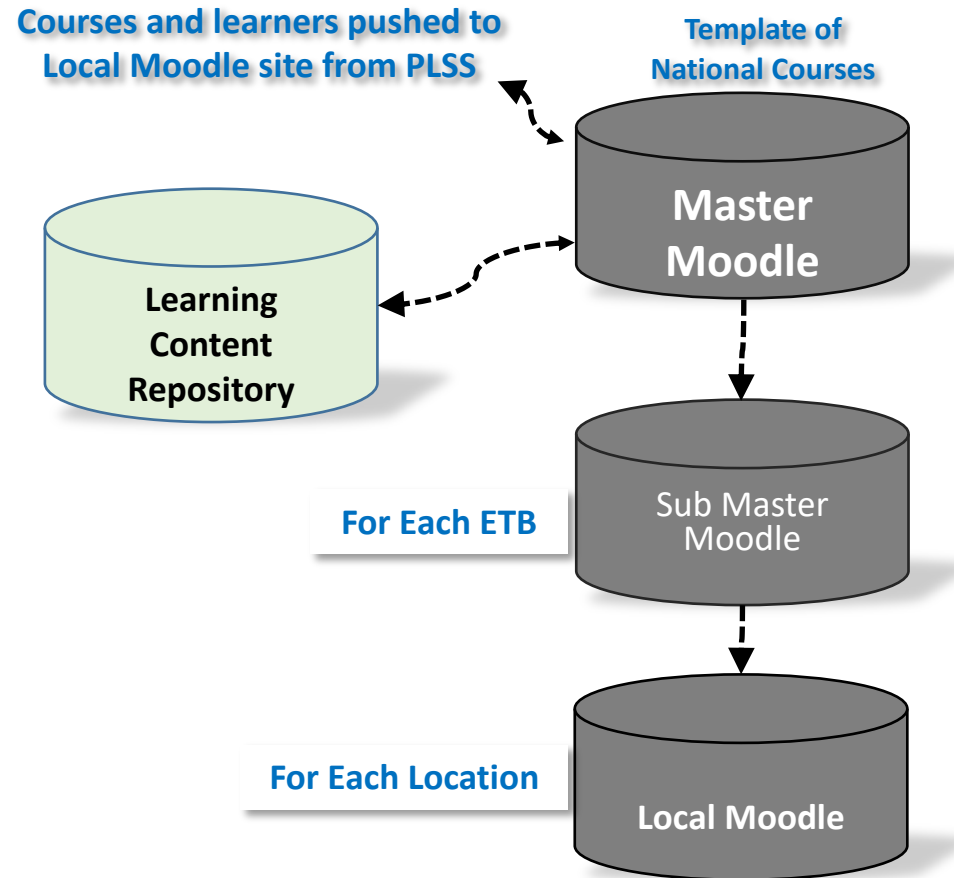 Courses and learners pushed to
Local Moodle site from PLSS
Template of
National Courses
Master
Moodle
Learning
Content
Repository
For Each ETB
Sub Master
Moodle
For Each Location
Local Moodle